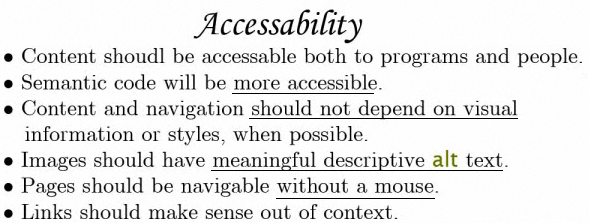 Accessability
• Content shoudl be accessable both to programs and people.
• Semantic code will be more accessible.
• Content and navigation should not depend on visual
information or styles, when possible.
• Images should have meaningful descriptive alt text.
• Pages should be navigable without a mouse.
• Links should make sense out of context.